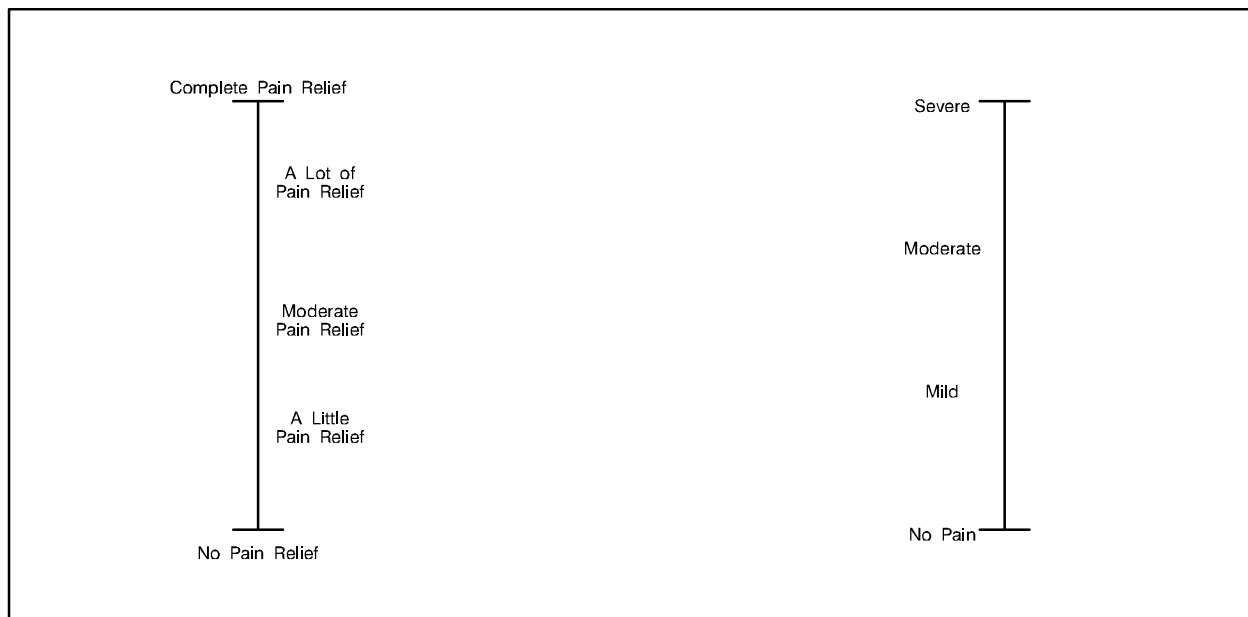 Complete Pain Relief
A Lot of
Pain Relief
Moderate
Pain Relief
A Little
Pain Relief
No Pain Relief
Severe
Moderate
Mild
No Pain